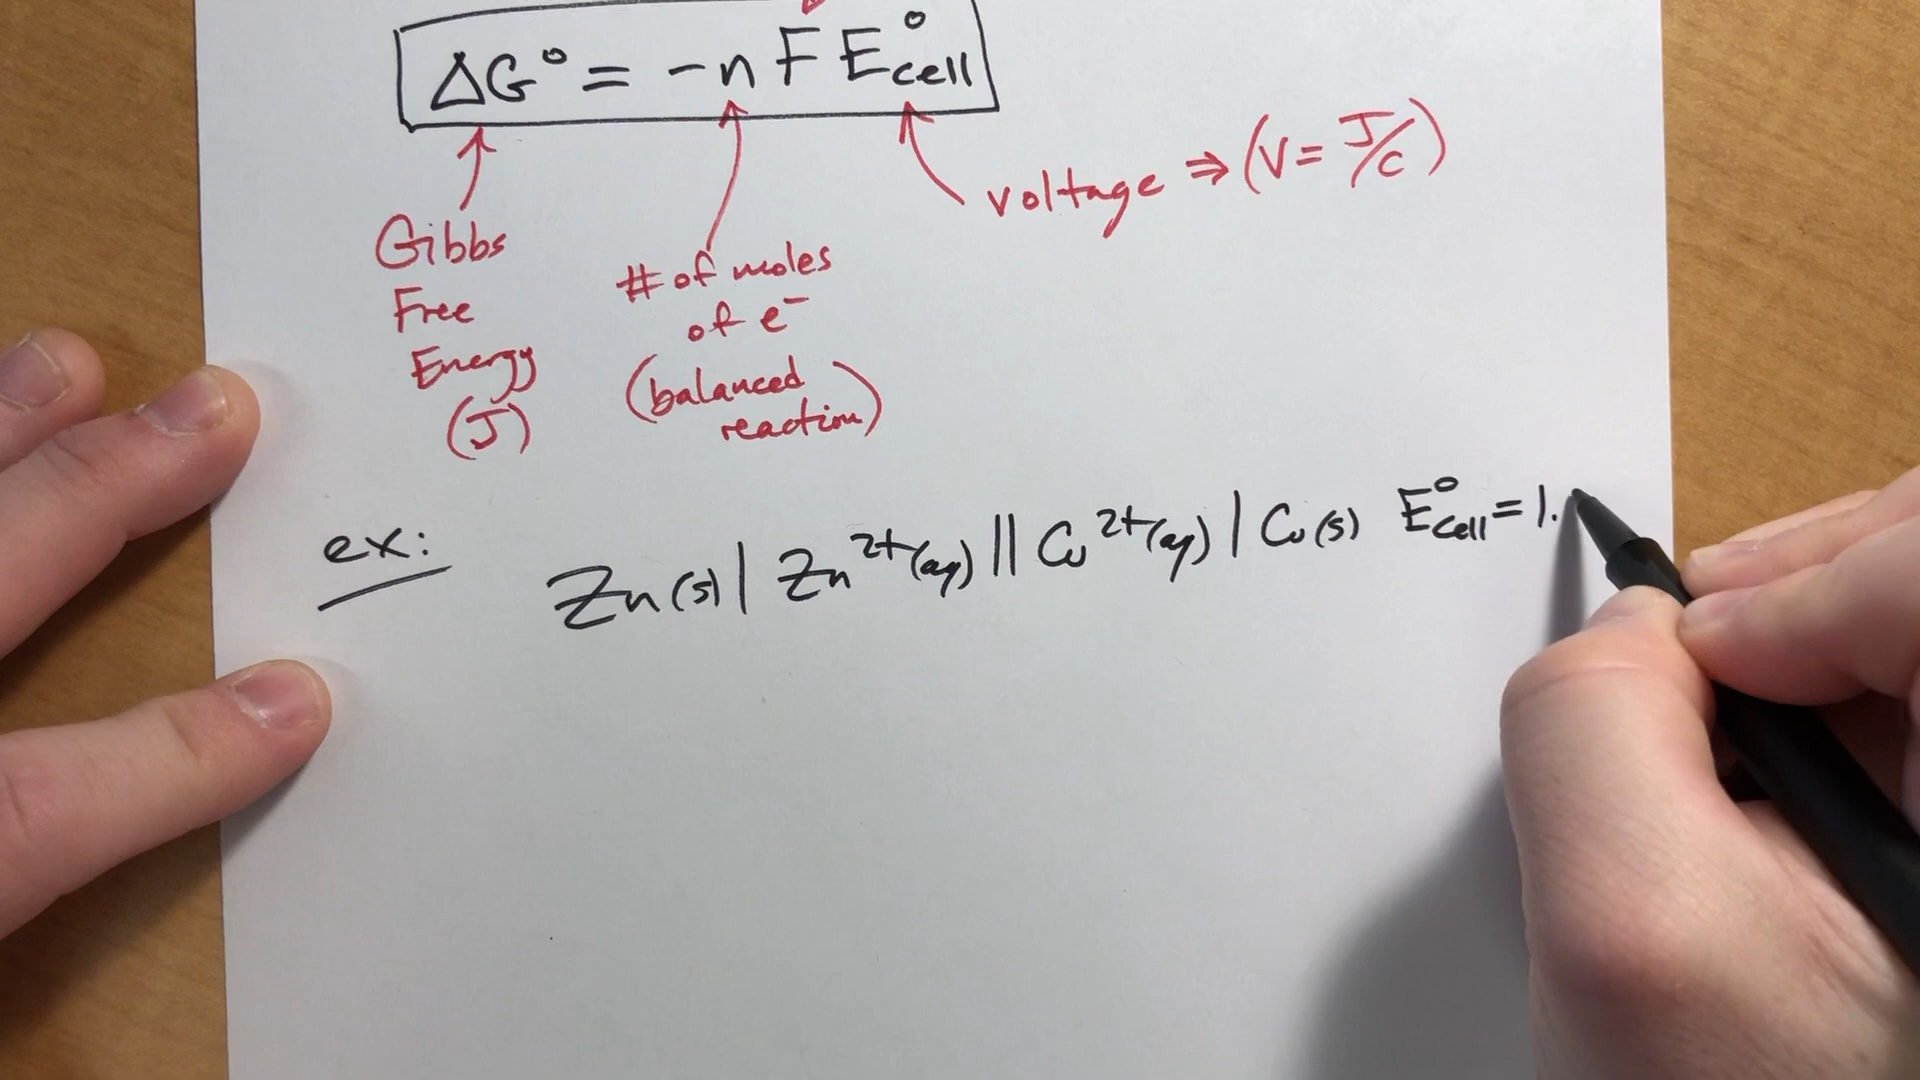 ΔG° = -nFE°cell
voltage ⇒ (V = J/C)
Gibbs
Free
Energy
(J)
# of moles
of e⁻
(balanced
reaction)
ex: Zn(s) | Zn²⁺(aq) || Cu²⁺(aq) | Cu(s) E°cell = 1.